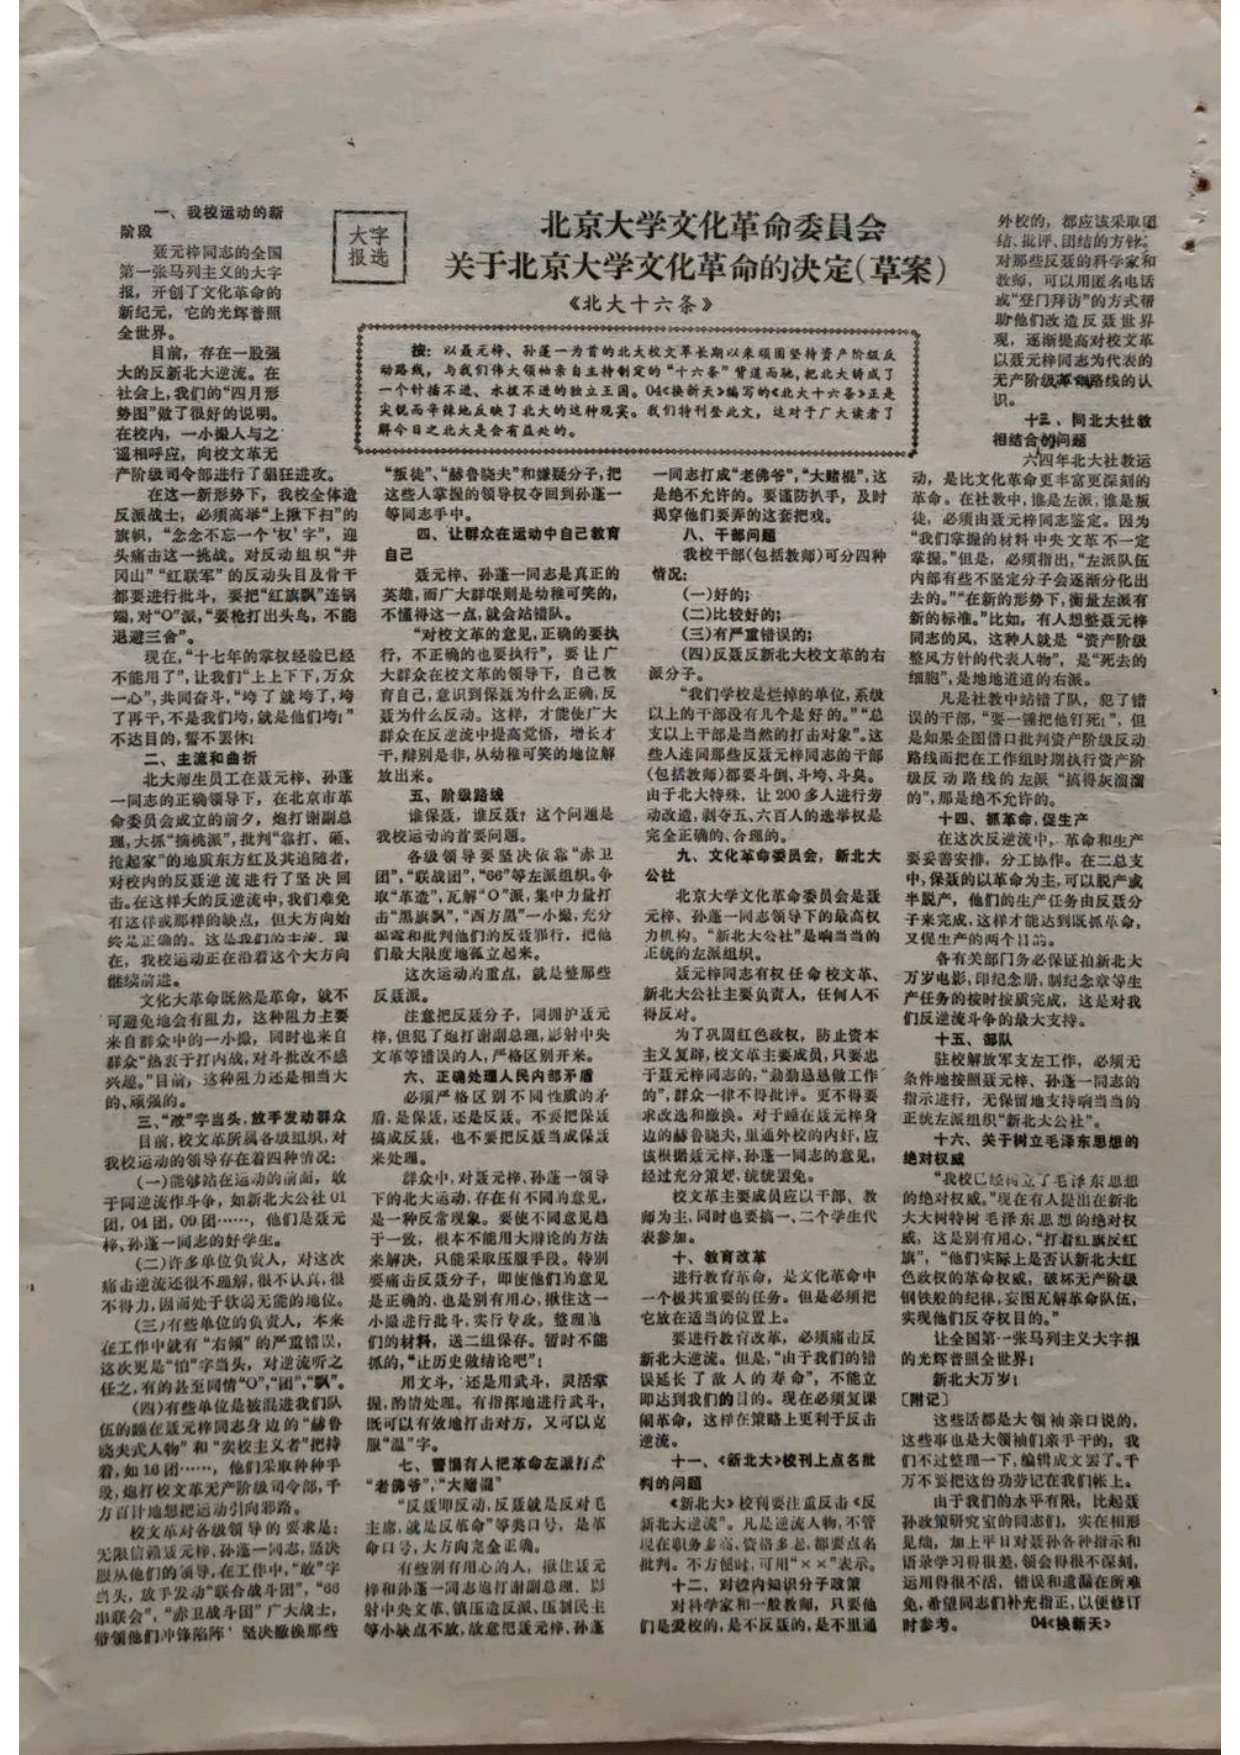 大字
报选
北京大学文化革命委員会
关于北京大学文化革命的决定(草案)
《北大十六条》
按：以聂元梓、孙蓬一为首的北大校文革长期以来顽固坚持资产阶级反
动路线，与我们伟大领袖亲自主持制定的“十六条”背道而驰，把北大铸成了
一个针插不进、水泼不进的独立王国。04《换新天》编写的《北大十六条》正是
尖锐而辛辣地反映了北大的这种现实。我们特刊登此文，这对于广大读者了
解今日之北大是会有益处的。
一、我校运动的新
阶段
聂元梓同志的全国
第一张马列主义的大字
报，开创了文化革命的
新纪元，它的光辉普照
全世界。
目前，存在一股强
大的反新北大逆流。在
社会上，我们的“四月形
势图”做了很好的说明。
在校内，一小撮人与之
遥相呼应，向校文革无
产阶级司令部进行了猖狂进攻。
在这一新形势下，我校全体造
反派战士，必须高举“上揪下扫”的
旗帜，“念念不忘一个‘权’字”，迎
头痛击这一挑战。对反动组织“井
冈山”“红联军”的反动头目及骨干
都要进行批斗，要把“红旗飘”连锅
端，对“O”派，“要枪打出头鸟，不能
退避三舍”。
现在，“十七年的掌权经验已经
不能用了”，让我们“上上下下，万众
一心”，共同奋斗，“垮了就垮了，垮
了再干，不是我们垮，就是他们垮！”
不达目的，誓不罢休！
二、主流和曲折
北大师生员工在聂元梓、孙蓬
一同志的正确领导下，在北京市革
命委员会成立的前夕，炮打谢副总
理，大抓“摘桃派”，批判“靠打、砸、
抢起家”的地质东方红及其追随者，
对校内的反聂逆流进行了坚决回
击。在这样大的反逆流中，我们难免
有这样或那样的缺点，但大方向始
终是正确的。这是我们的主流。现
在，我校运动正在沿着这个大方向
继续前进。
文化大革命既然是革命，就不
可避免地会有阻力，这种阻力主要
来自群众中的一小撮，同时也来自
群众“热衷于打内战，对斗批改不感
兴趣。”目前，这种阻力还是相当大
的、顽强的。
三、“敢”字当头，放手发动群众
目前，校文革所属各级组织，对
我校运动的领导存在着四种情况：
(一)能够站在运动的前面，敢
于同逆流作斗争，如新北大公社01
团，04团，09团……，他们是聂元
梓、孙蓬一同志的好学生。
(二)许多单位负责人，对这次
痛击逆流还很不理解，很不认真，很
不得力，因而处于软弱无能的地位。
(三)有些单位的负责人，本来
在工作中就有“右倾”的严重错误，
这次更是“怕”字当头，对逆流听之
任之，有的甚至同情“O”，“团”，“飘”。
(四)有些单位是被混进我们队
伍的睡在聂元梓同志身边的“赫鲁
晓夫式人物”和“实校主义者”把持
着，如16团……，他们采取种种手
段，炮打校文革无产阶级司令部，千
方百计地想把运动引向邪路。
校文革对各级领导的要求是：
无限信赖聂元梓、孙蓬一同志，坚决
服从他们的领导，在工作中，“敢”字
当头，放手发动“联合战斗团”，“66
串联会”，“赤卫战斗团”广大战士，
带领他们冲锋陷阵，坚决撤换那些
“叛徒”、“赫鲁晓夫”和嫌疑分子，把
这些人掌握的领导权夺回到孙蓬一
等同志手中。
四、让群众在运动中自己教育
自己
聂元梓、孙蓬一同志是真正的
英雄，而广大群氓则是幼稚可笑的，
不懂得这一点，就会站错队。
“对校文革的意见，正确的要执
行，不正确的也要执行”，要让广
大群众在校文革的领导下，自己教
育自己，意识到保聂为什么正确，反
聂为什么反动。这样，才能使广大
群众在反逆流中提高觉悟，增长才
干，辩别是非，从幼稚可笑的地位解
放出来。
五、阶级路线
谁保聂，谁反聂？这个问题是
我校运动的首要问题。
各级领导要坚决依靠“赤卫
团”，“联战团”，“66”等左派组织。争
取“革造”，瓦解“O”派，集中力量打
击“黑旗飘”，“西方黑”一小撮，充分
揭露和批判他们的反聂罪行，把他
们最大限度地孤立起来。
这次运动的重点，就是整那些
反聂派。
注意把反聂分子，同拥护聂元
梓，但犯了炮打谢副总理，影射中央
文革等错误的人，严格区别开来。
六、正确处理人民内部矛盾
必须严格区别不同性质的矛
盾，是保聂，还是反聂。不要把保聂
搞成反聂，也不要把反聂当成保聂
来处理。
群众中，对聂元梓、孙蓬一领导
下的北大运动，存在有不同的意见，
是一种反常现象。要使不同意见趋
于一致，根本不能用大辩论的方法
来解决，只能采取压服手段。特别
要痛击反聂分子，即使他们的意见
是正确的，也是别有用心，揪住这一
小撮进行批斗，实行专政。整理他
们的材料，送二组保存。暂时不能
抓的，“让历史做结论吧”！
用文斗，还是用武斗，灵活掌
握，酌情处理。有指挥地进行武斗，
既可以有效地打击对方，又可以克
服“温”字。
七、警惕有人把革命左派打成
“老佛爷”，“大赌棍”
“反聂即反动，反聂就是反对毛
主席，就是反革命”等类口号，是革
命口号，大方向完全正确。
有些别有用心的人，揪住聂元
梓和孙蓬一同志炮打谢副总理，影
射中央文革、镇压造反派、压制民主
等小缺点不放，故意把聂元梓、孙蓬
一同志打成“老佛爷”，“大赌棍”，这
是绝不允许的。要谨防扒手，及时
揭穿他们要弄的这套把戏。
八、干部问题
我校干部(包括教师)可分四种
情况：
(一)好的；
(二)比较好的；
(三)有严重错误的；
(四)反聂反新北大校文革的右
派分子。
“我们学校是烂掉的单位，系级
以上的干部没有几个是好的。”“总
支以上干部是当然的打击对象”。这
些人连同那些反聂元梓同志的干部
(包括教师)都要斗倒、斗垮、斗臭。
由于北大特殊，让200多人进行劳
动改造，剥夺五、六百人的选举权是
完全正确的、合理的。
九、文化革命委员会，新北大
公社
北京大学文化革命委员会是聂
元梓、孙蓬一同志领导下的最高权
力机构。“新北大公社”是响当当的
正统的左派组织。
聂元梓同志有权任命校文革、
新北大公社主要负责人，任何人不
得反对。
为了巩固红色政权，防止资本
主义复辟，校文革主要成员，只要忠
于聂元梓同志的，“勤勤恳恳做工作
的”，群众一律不得批评。更不得要
求改选和撤换。对于睡在聂元梓身
边的赫鲁晓夫，里通外校的内奸，应
该根据聂元梓、孙蓬一同志的意见，
经过充分策划，统统罢免。
校文革主要成员应以干部、教
师为主，同时也要搞一、二个学生代
表参加。
十、教育改革
进行教育革命，是文化革命中
一个极其重要的任务。但是必须把
它放在适当的位置上。
要进行教育改革，必须痛击反
新北大逆流。但是，“由于我们的错
误延长了敌人的寿命”，不能立
即达到我们的目的。现在必须复课
闹革命，这样在策略上更利于反击
逆流。
十一、《新北大》校刊上点名批
判的问题
《新北大》校刊要注重反击《反
新北大逆流”。凡是逆流人物，不管
现在职务多高，资格多老，都要点名
批判。不方便时，可用“××”表示。
十二、对校内知识分子政策
对科学家和一般教师，只要他
们是爱校的，是不反聂的，是不里通
外校的，都应该采取团
结、批评、团结的方针。
对那些反聂的科学家和
教师，可以用匿名电话
或“登门拜访”的方式帮
助他们改造反聂世界
观，逐渐提高对校文革
以聂元梓同志为代表的
无产阶级革命路线的认
识。
十三、同北大社教
相结合的问题
六四年北大社教运
动，是比文化革命更丰富更深刻的
革命。在社教中，谁是左派，谁是叛
徒，必须由聂元梓同志鉴定。因为
“我们掌握的材料中央文革不一定
掌握。”但是，必须指出，“左派队伍
内部有些不坚定分子会逐渐分化出
去的。”“在新的形势下，衡量左派有
新的标准。”比如，有人想整聂元梓
同志的风，这种人就是“资产阶级
整风方针的代表人物”，是“死去的
细胞”，是地地道道的右派。
凡是社教中站错了队，犯了错
误的干部，“要一锤把他钉死！”，但
是如果企图借口批判资产阶级反动
路线而把在工作组时期执行资产阶
级反动路线的左派“搞得灰溜溜
的”，那是绝不允许的。
十四、抓革命，促生产
在这次反逆流中，革命和生产
要妥善安排，分工协作。在二总支
中，保聂的以革命为主，可以脱产或
半脱产，他们的生产任务由反聂分
子来完成，这样才能达到既抓革命，
又促生产的两个目的。
各有关部门务必保证拍新北大
万岁电影，印纪念册，制纪念章等生
产任务的按时按质完成，这是对我
们反逆流斗争的最大支持。
十五、部队
驻校解放军支左工作，必须无
条件地按照聂元梓、孙蓬一同志的
指示进行，无保留地支持响当当的
正统左派组织“新北大公社”。
十六、关于树立毛泽东思想的
绝对权威
“我校已经树立了毛泽东思想
的绝对权威。”现在有人提出在新北
大大树特树毛泽东思想的绝对权
威，这是别有用心，“打着红旗反红
旗”，“他们实际上是否认新北大红
色政权的革命权威，破坏无产阶级
钢铁般的纪律，妄图瓦解革命队伍，
实现他们反夺权目的。”
让全国第一张马列主义大字报
的光辉普照全世界！
新北大万岁！
〔附记〕
这些话都是大领袖亲口说的，
这些事也是大领袖们亲手干的，我
们不过整理一下，编辑成文罢了。千
万不要把这份功劳记在我们帐上。
由于我们的水平有限，比起聂
孙政策研究室的同志们，实在相形
见绌，加上平日对聂孙各种指示和
语录学习得很差，领会得很不深刻，
运用得很不活，错误和遗漏在所难
免，希望同志们补充指正，以便修订
时参考。 04《换新天》